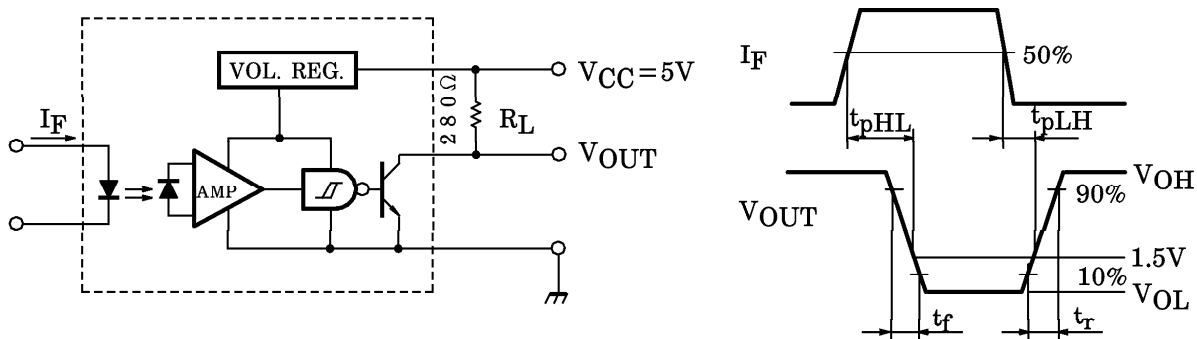 VOL. REG.
VCC=5V
IF
280Ω
RL
VOUT
AMP
IF
50%
tpHL
tpLH
VOH
90%
VOUT
1.5V
10%
VOL
tf
tr